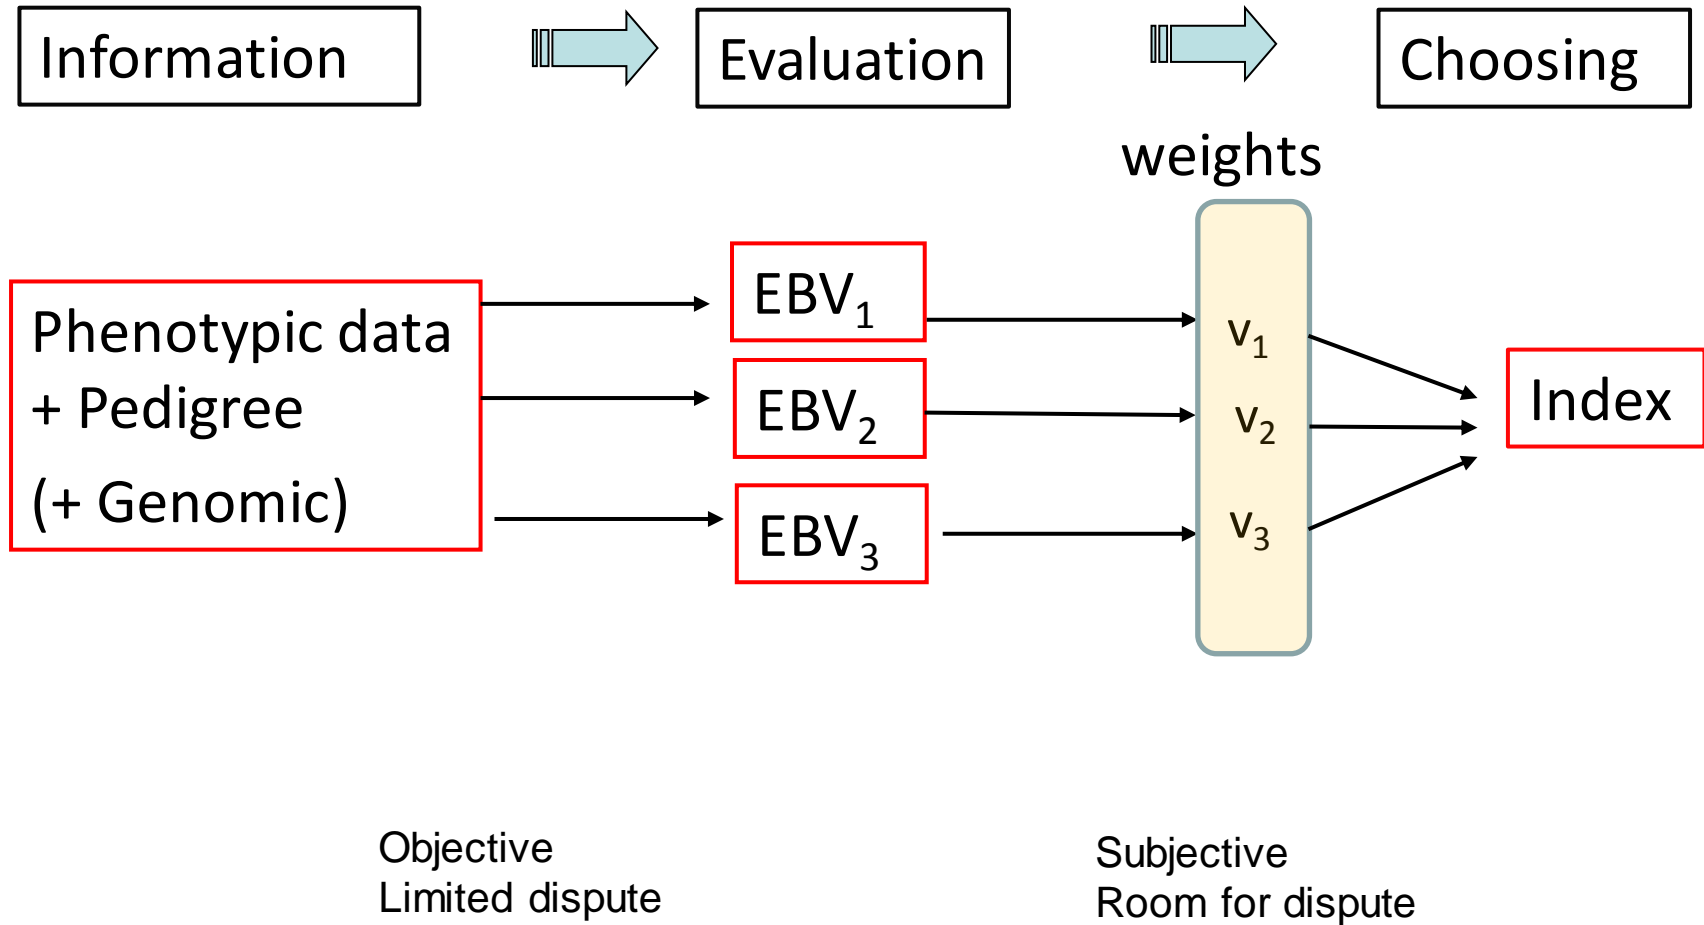 Information
Evaluation
Choosing
weights
Phenotypic data
+ Pedigree
(+ Genomic)
EBV₁
EBV₂
EBV₃
v₁
v₂
v₃
Index
Objective
Limited dispute
Subjective
Room for dispute